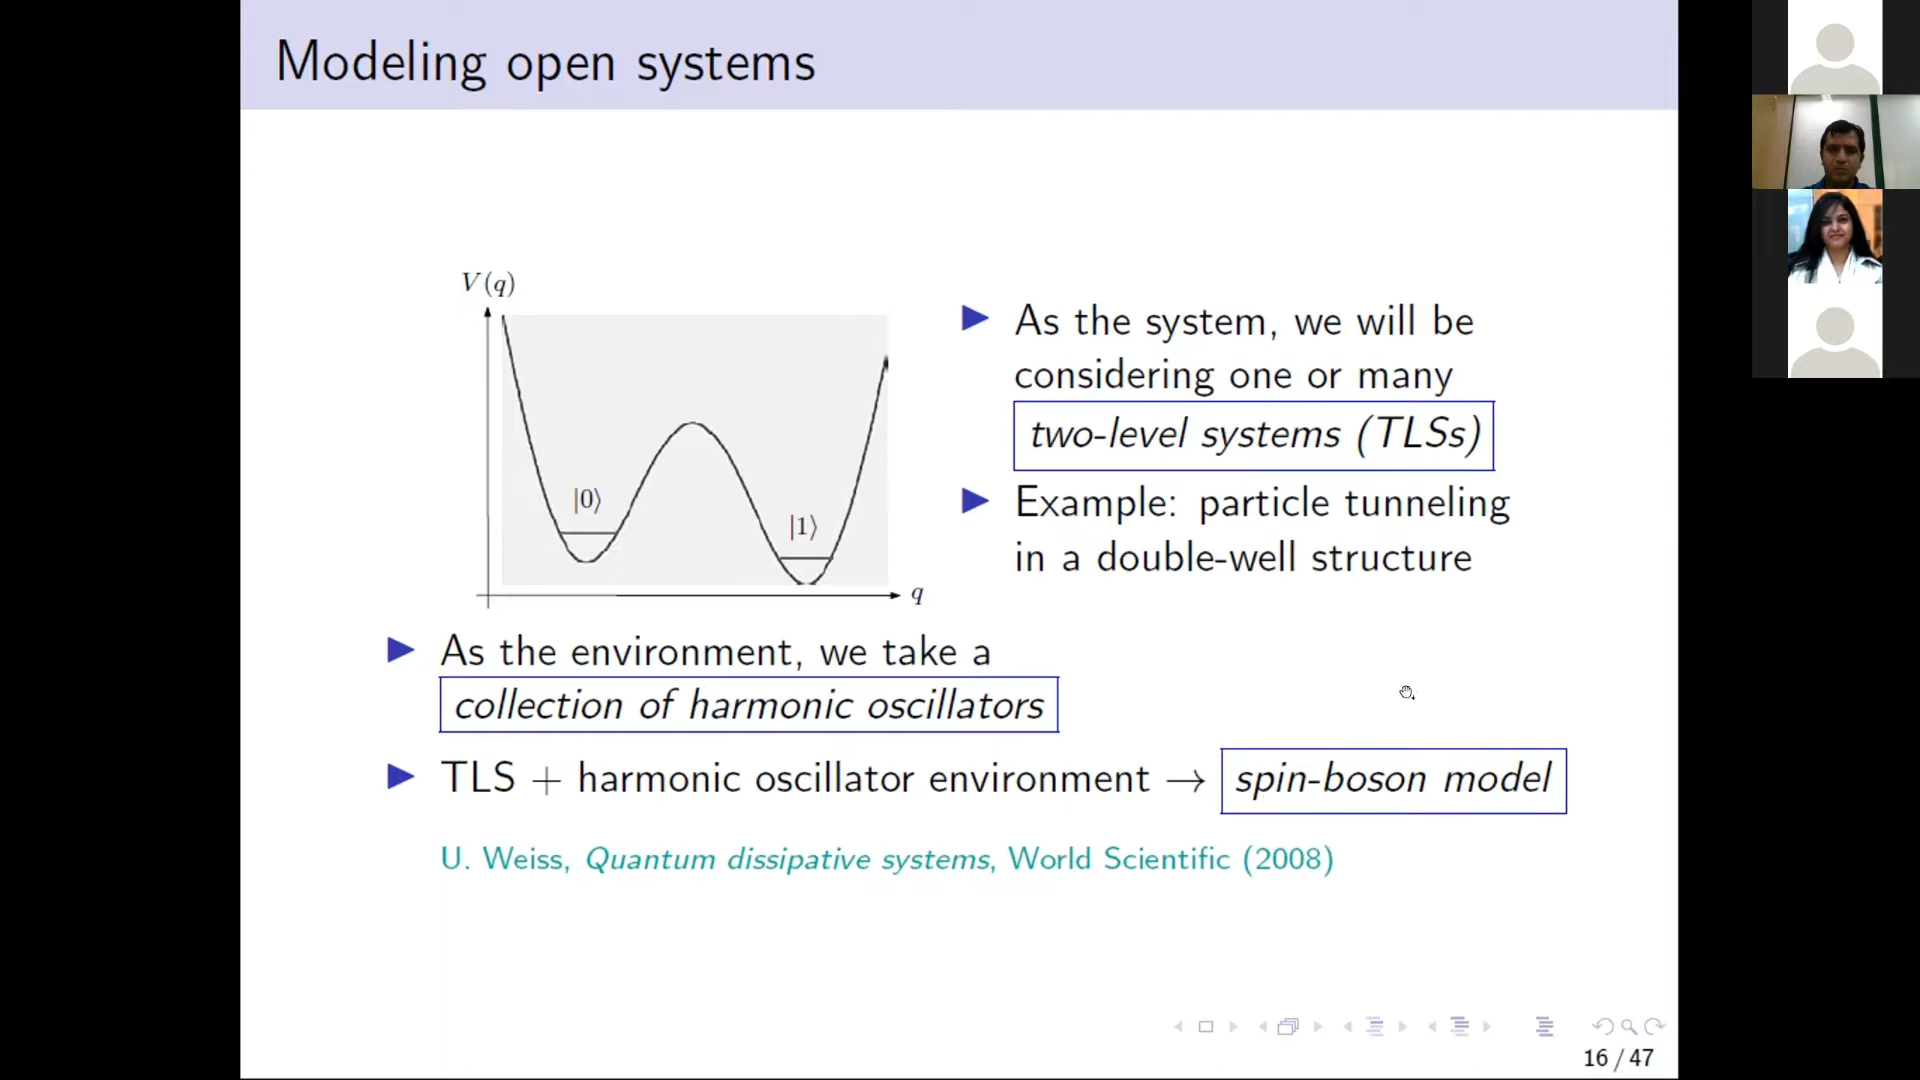 Modeling open systems
V(q)
|0⟩
|1⟩
q
As the system, we will be
considering one or many
two-level systems (TLSs)
Example: particle tunneling
in a double-well structure
As the environment, we take a
collection of harmonic oscillators
TLS + harmonic oscillator environment → spin-boson model
U. Weiss, Quantum dissipative systems, World Scientific (2008)
16 / 47